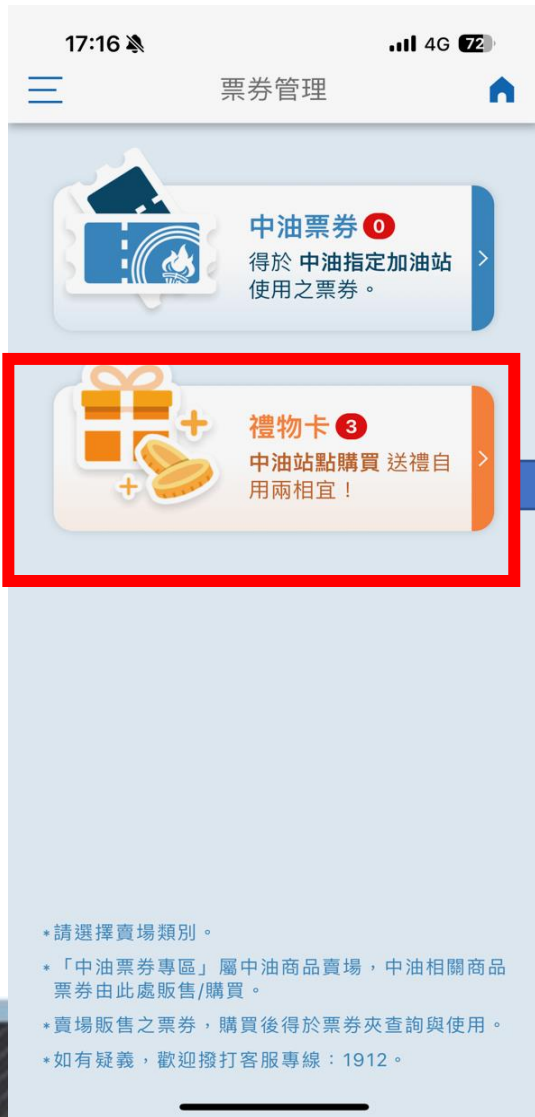 17:16 4G 72
票券管理
中油票券 0
得於 中油指定加油站
使用之票券。
禮物卡 3
中油站點購買 送禮自
用兩相宜！
*請選擇賣場類別。
*「中油票券專區」屬中油商品賣場，中油相關商品
票券由此處販售/購買。
*賣場販售之票券，購買後得於票券夾查詢與使用。
*如有疑義，歡迎撥打客服專線：1912。